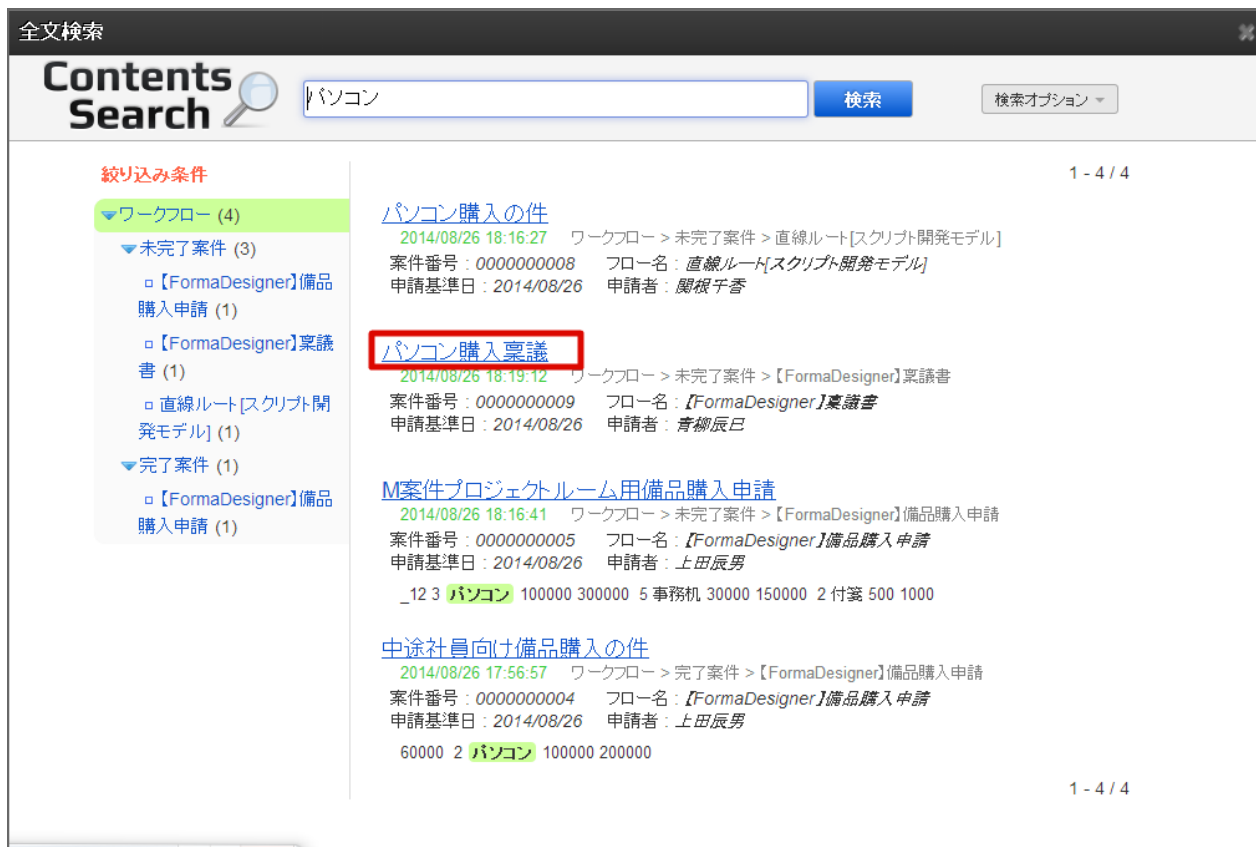 全文検索
Contents Search
パソコン
検索
検索オプション
絞り込み条件
ワークフロー (4)
未完了案件 (3)
【FormaDesigner】備品
購入申請 (1)
【FormaDesigner】稟議
書 (1)
直線ルート[スクリプト開
発モデル] (1)
完了案件 (1)
【FormaDesigner】備品
購入申請 (1)
1 - 4 / 4
パソコン購入の件
2014/08/26 18:16:27 ワークフロー > 未完了案件 > 直線ルート[スクリプト開発モデル]
案件番号 : 0000000008 フロー名 : 直線ルート[スクリプト開発モデル]
申請基準日 : 2014/08/26 申請者 : 関根千香
パソコン購入稟議
2014/08/26 18:19:12 ワークフロー > 未完了案件 > 【FormaDesigner】稟議書
案件番号 : 0000000009 フロー名 : 【FormaDesigner】稟議書
申請基準日 : 2014/08/26 申請者 : 青柳辰巳
M案件プロジェクトルーム用備品購入申請
2014/08/26 18:16:41 ワークフロー > 未完了案件 > 【FormaDesigner】備品購入申請
案件番号 : 0000000005 フロー名 : 【FormaDesigner】備品購入申請
申請基準日 : 2014/08/26 申請者 : 上田辰男
_12 3 パソコン 100000 300000 5 事務机 30000 150000 2 付箋 500 1000
中途社員向け備品購入の件
2014/08/26 17:56:57 ワークフロー > 完了案件 > 【FormaDesigner】備品購入申請
案件番号 : 0000000004 フロー名 : 【FormaDesigner】備品購入申請
申請基準日 : 2014/08/26 申請者 : 上田辰男
60000 2 パソコン 100000 200000
1 - 4 / 4